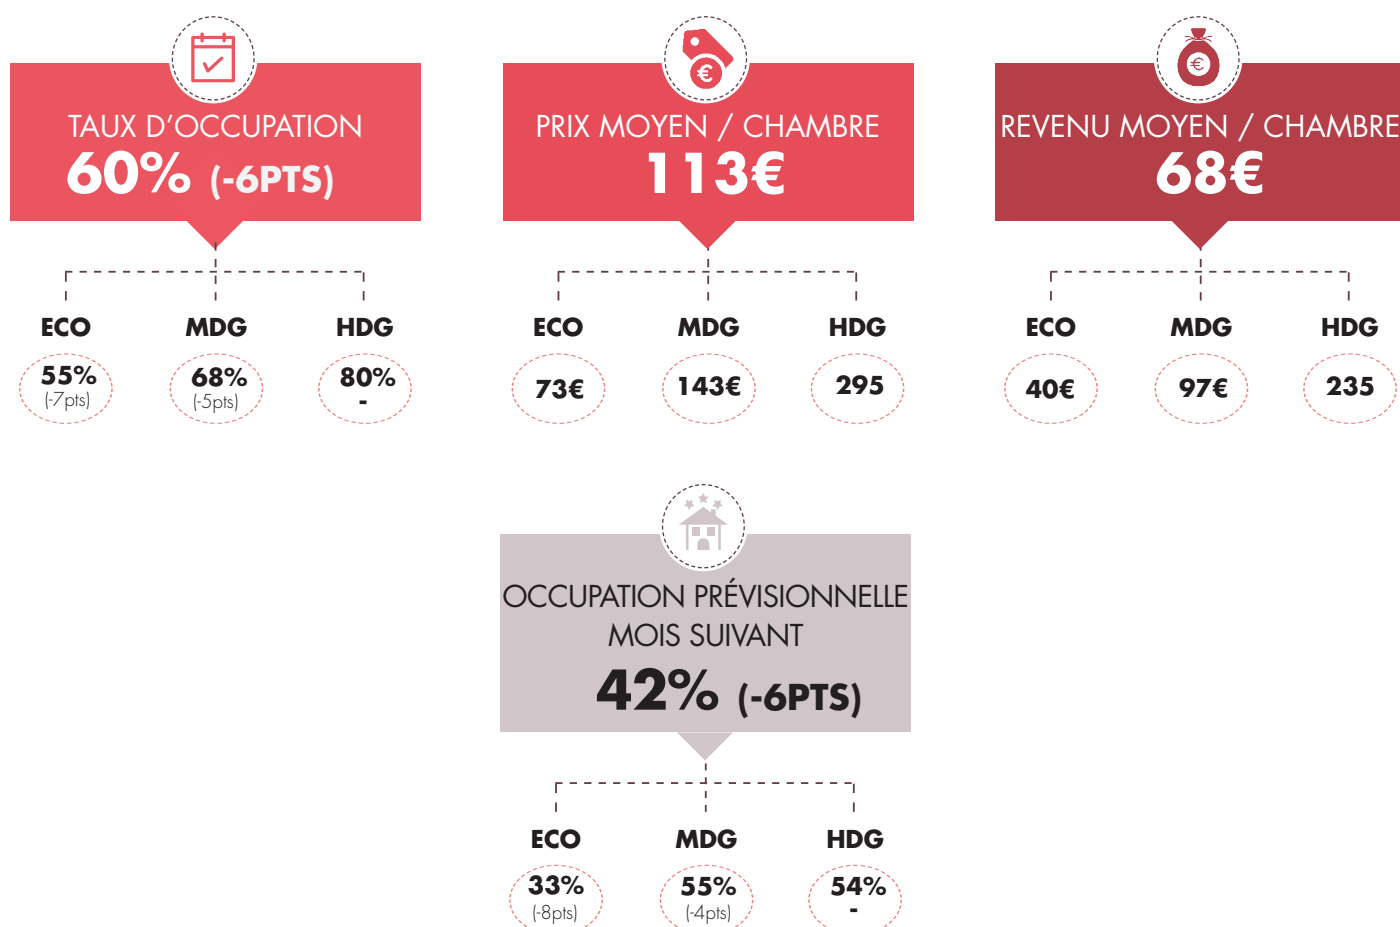 TAUX D'OCCUPATION
60% (-6PTS)
ECO MDG HDG
55% 68% 80%
(-7pts) (-5pts) -
PRIX MOYEN / CHAMBRE
113€
ECO MDG HDG
73€ 143€ 295
REVENU MOYEN / CHAMBRE
68€
ECO MDG HDG
40€ 97€ 235
OCCUPATION PRÉVISIONNELLE
MOIS SUIVANT
42% (-6PTS)
ECO MDG HDG
33% 55% 54%
(-8pts) (-4pts) -